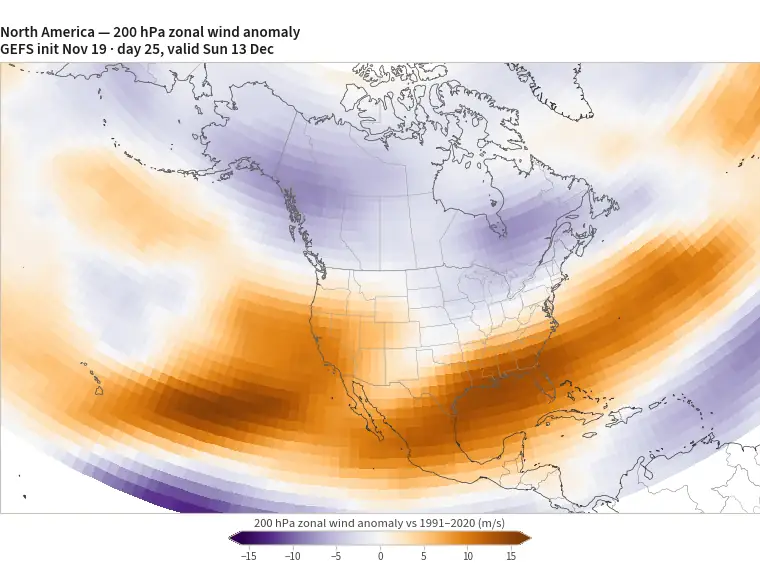 North America — 200 hPa zonal wind anomaly
GEFS init Nov 19 · day 25, valid Sun 13 Dec
200 hPa zonal wind anomaly vs 1991–2020 (m/s)
−15 −10 −5 0 5 10 15